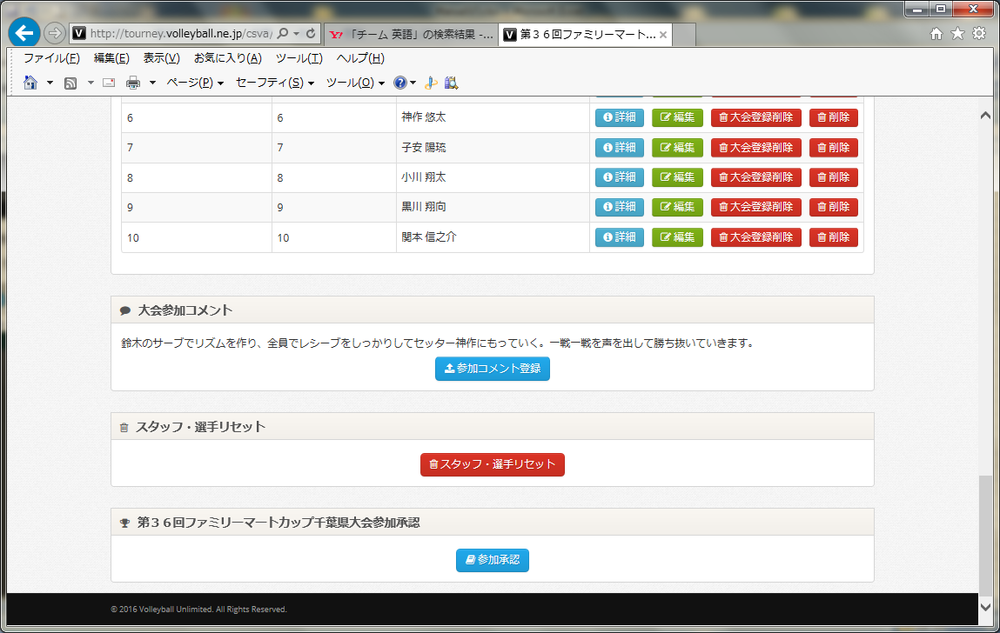 http://tourney.volleyball.ne.jp/csva/
「チーム 英語」の検索結果 -...
第３６回ファミリーマート...
ファイル(F) 編集(E) 表示(V) お気に入り(A) ツール(T) ヘルプ(H)
ページ(P) セーフティ(S) ツール(O)
6 6 神作 悠太 詳細 編集 大会登録削除 削除
7 7 子安 陽琉 詳細 編集 大会登録削除 削除
8 8 小川 翔太 詳細 編集 大会登録削除 削除
9 9 黒川 翔向 詳細 編集 大会登録削除 削除
10 10 関本 信之介 詳細 編集 大会登録削除 削除
大会参加コメント
鈴木のサーブでリズムを作り、全員でレシーブをしっかりしてセッター神作にもっていく。一戦一戦を声を出して勝ち抜いていきます。
参加コメント登録
スタッフ・選手リセット
スタッフ・選手リセット
第３６回ファミリーマートカップ千葉県大会参加承認
参加承認
© 2016 Volleyball Unlimited. All Rights Reserved.